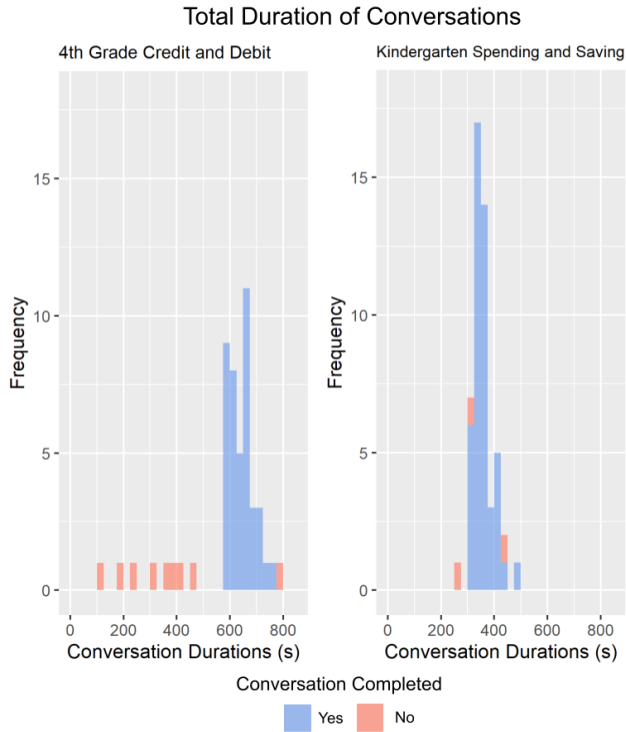 Total Duration of Conversations
4th Grade Credit and Debit
Kindergarten Spending and Saving
15
10
5
0
Frequency
0 200 400 600 800
Conversation Durations (s)
15
10
5
0
Frequency
0 200 400 600 800
Conversation Durations (s)
Conversation Completed
Yes No